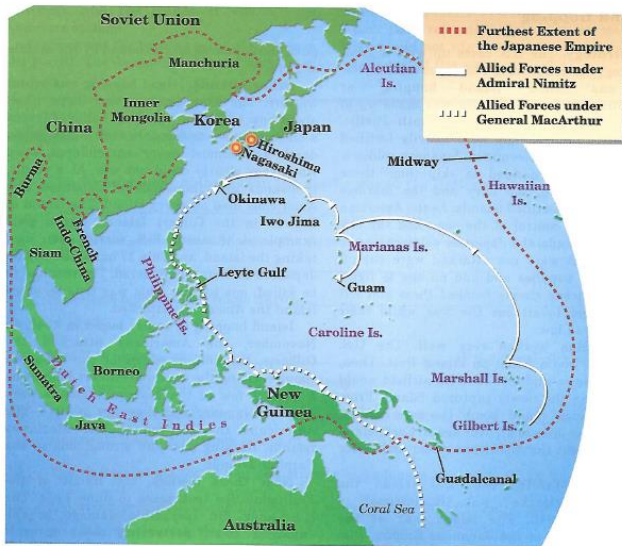 Soviet Union
Furthest Extent of
the Japanese Empire
Allied Forces under
Admiral Nimitz
Allied Forces under
General MacArthur
Manchuria
Aleutian
Is.
Inner
Mongolia
Korea
Japan
China
Hiroshima
Nagasaki
Midway
Burma
Okinawa
Hawaiian
Is.
Iwo Jima
French
Indo-China
Marianas Is.
Siam
Leyte Gulf
Guam
Philippine Is.
Caroline Is.
Sumatra
Borneo
Dutch East Indies
Marshall Is.
New
Guinea
Java
Gilbert Is.
Guadalcanal
Coral Sea
Australia